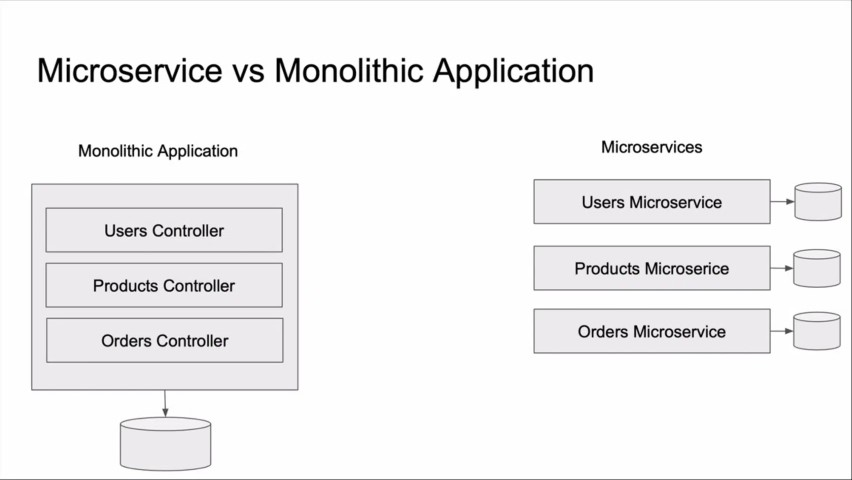 Microservice vs Monolithic Application
Monolithic Application
Users Controller
Products Controller
Orders Controller
Microservices
Users Microservice
Products Microserice
Orders Microservice